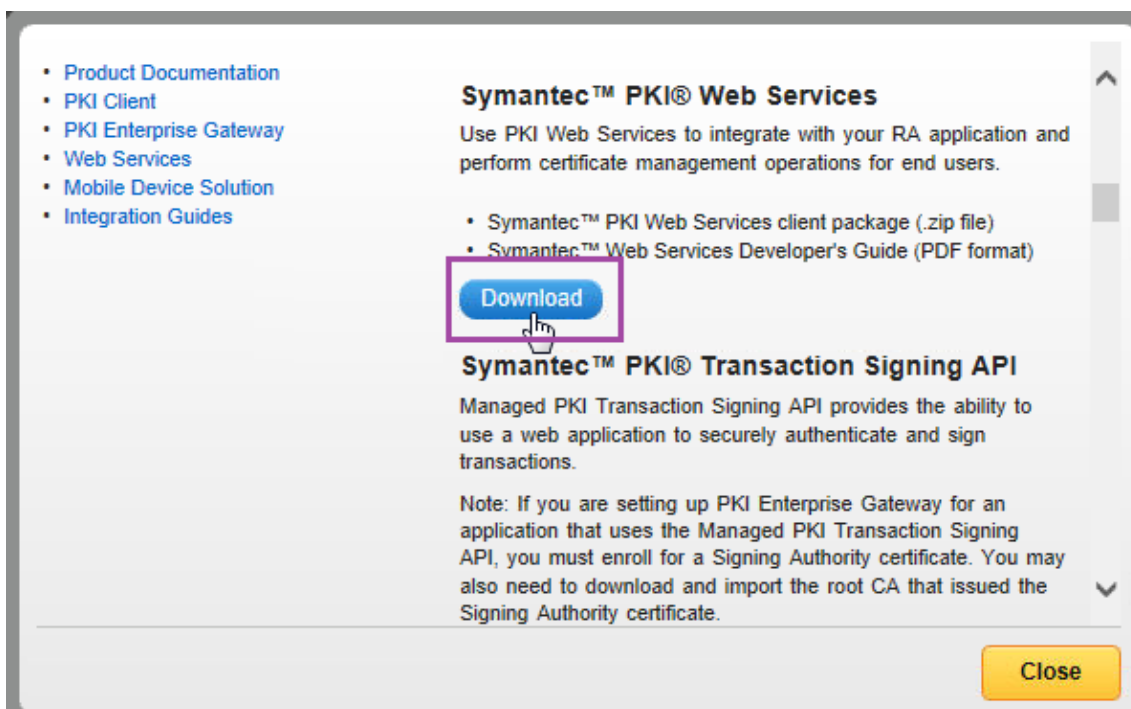 Product Documentation
PKI Client
PKI Enterprise Gateway
Web Services
Mobile Device Solution
Integration Guides
Symantec™ PKI® Web Services
Use PKI Web Services to integrate with your RA application and
perform certificate management operations for end users.
Symantec™ PKI Web Services client package (.zip file)
Symantec™ Web Services Developer's Guide (PDF format)
Download
Symantec™ PKI® Transaction Signing API
Managed PKI Transaction Signing API provides the ability to
use a web application to securely authenticate and sign
transactions.
Note: If you are setting up PKI Enterprise Gateway for an
application that uses the Managed PKI Transaction Signing
API, you must enroll for a Signing Authority certificate. You may
also need to download and import the root CA that issued the
Signing Authority certificate.
Close